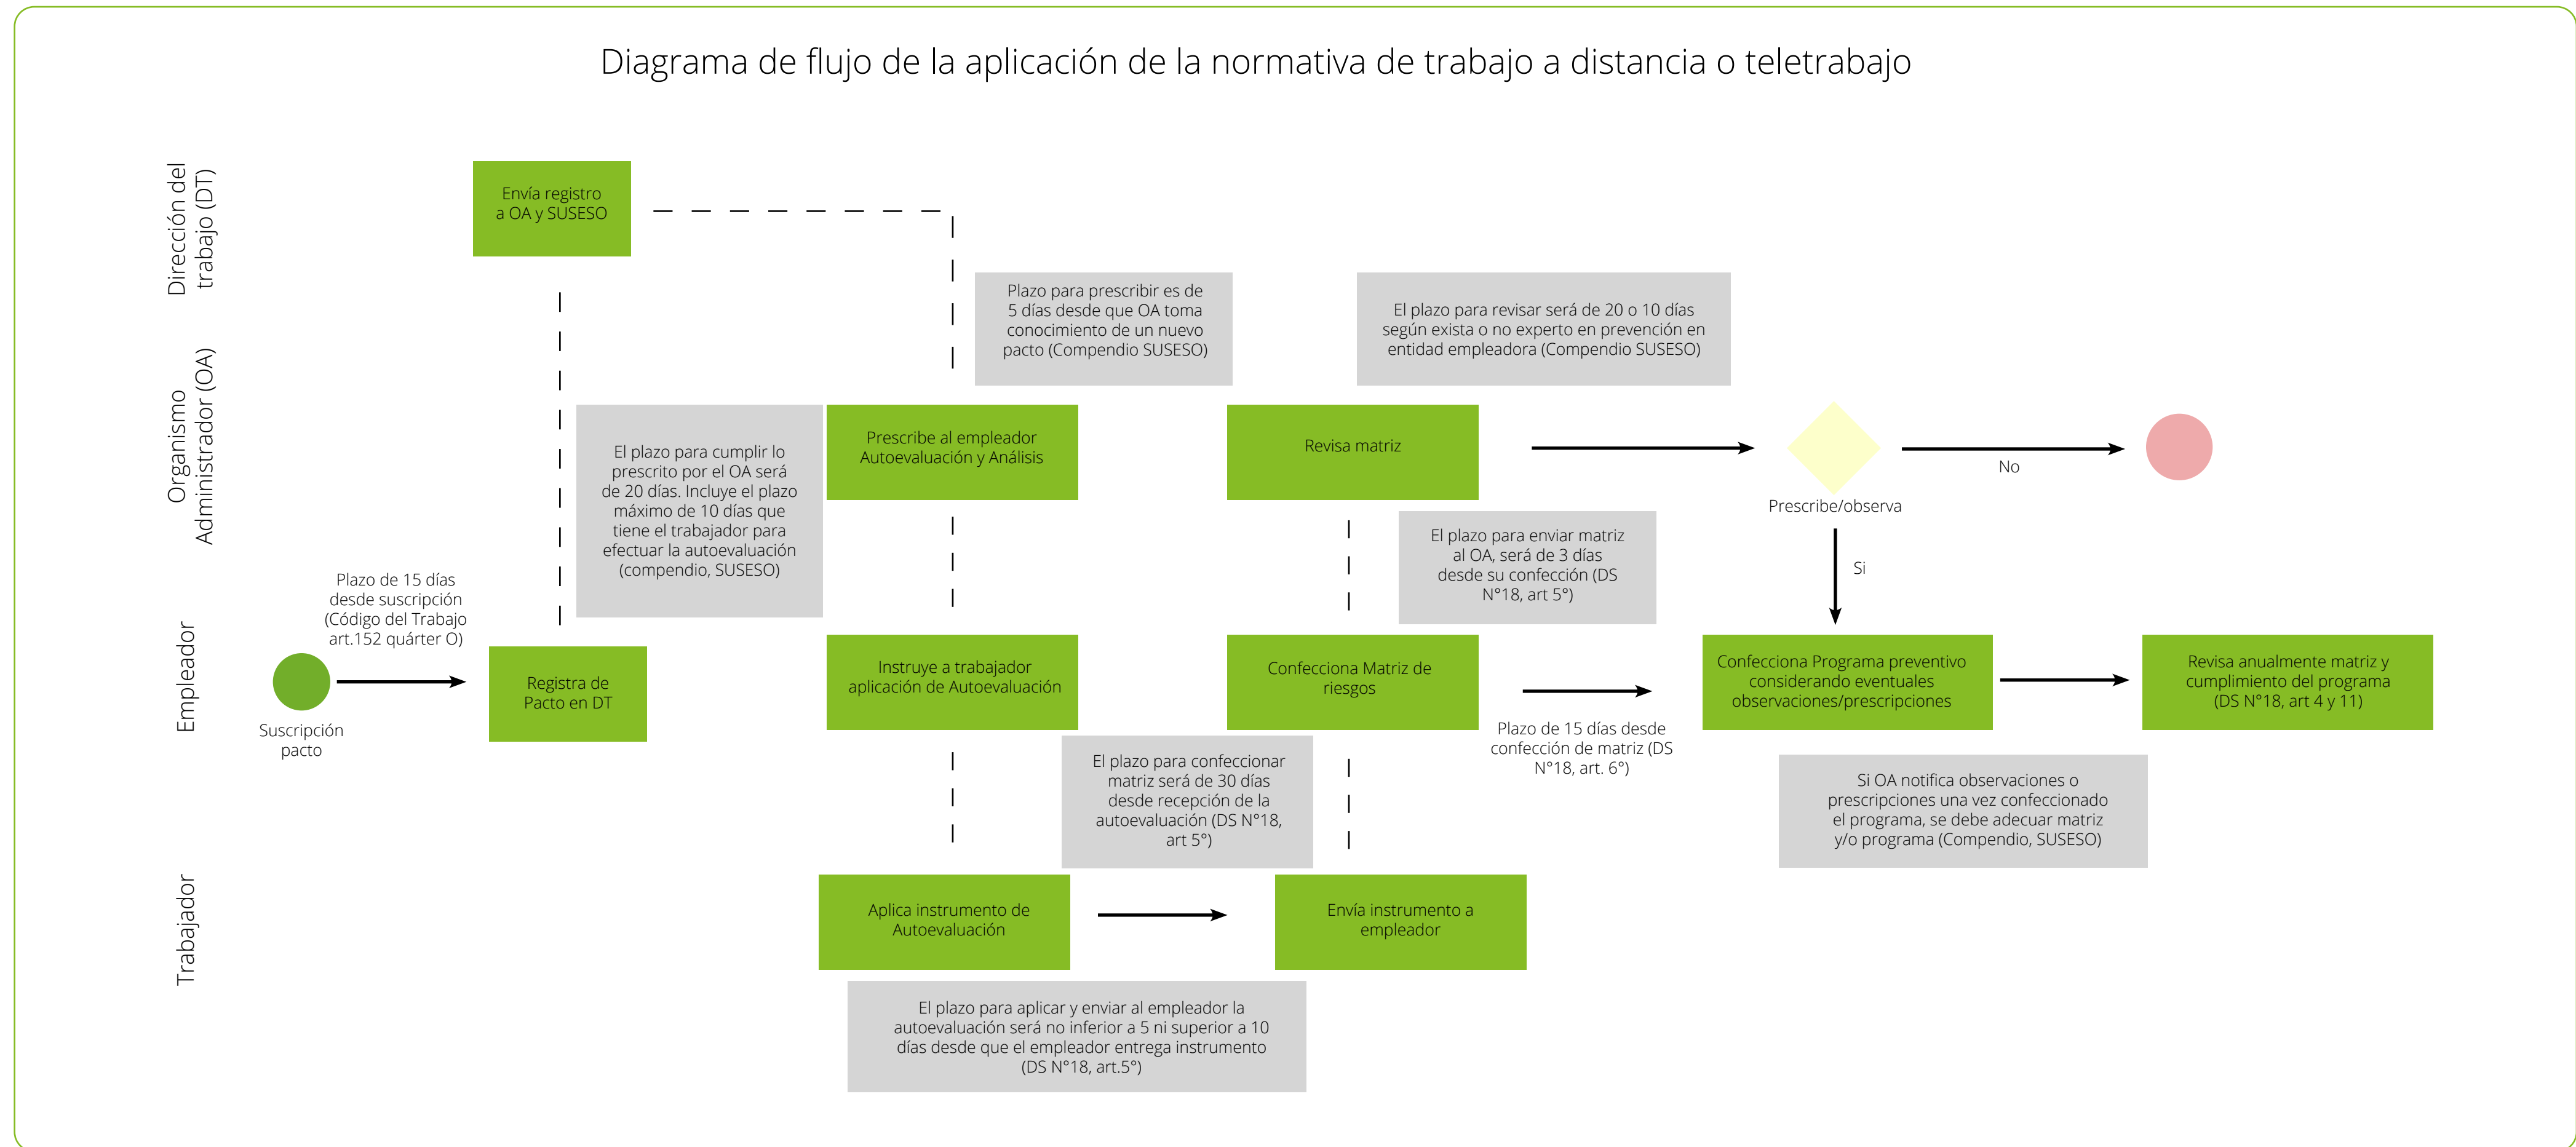 Diagrama de flujo de la aplicación de la normativa de trabajo a distancia o teletrabajo
Dirección del
trabajo (DT)
Envía registro
a OA y SUSESO
Plazo para prescribir es de
5 días desde que OA toma
conocimiento de un nuevo
pacto (Compendio SUSESO)
El plazo para revisar será de 20 o 10 días
según exista o no experto en prevención en
entidad empleadora (Compendio SUSESO)
Organismo
Administrador (OA)
El plazo para cumplir lo
prescrito por el OA será
de 20 días. Incluye el plazo
máximo de 10 días que
tiene el trabajador para
efectuar la autoevaluación
(compendio, SUSESO)
Prescribe al empleador
Autoevaluación y Análisis
Revisa matriz
Prescribe/observa
No
Si
El plazo para enviar matriz
al OA, será de 3 días
desde su confección (DS
N°18, art 5°)
Empleador
Suscripción
pacto
Plazo de 15 días
desde suscripción
(Código del Trabajo
art.152 quárter O)
Registra de
Pacto en DT
Instruye a trabajador
aplicación de Autoevaluación
Confecciona Matriz de
riesgos
Plazo de 15 días desde
confección de matriz (DS
N°18, art. 6°)
Confecciona Programa preventivo
considerando eventuales
observaciones/prescripciones
Revisa anualmente matriz y
cumplimiento del programa
(DS N°18, art 4 y 11)
El plazo para confeccionar
matriz será de 30 días
desde recepción de la
autoevaluación (DS N°18,
art 5°)
Si OA notifica observaciones o
prescripciones una vez confeccionado
el programa, se debe adecuar matriz
y/o programa (Compendio, SUSESO)
Trabajador
Aplica instrumento de
Autoevaluación
Envía instrumento a
empleador
El plazo para aplicar y enviar al empleador la
autoevaluación será no inferior a 5 ni superior a 10
días desde que el empleador entrega instrumento
(DS N°18, art.5°)